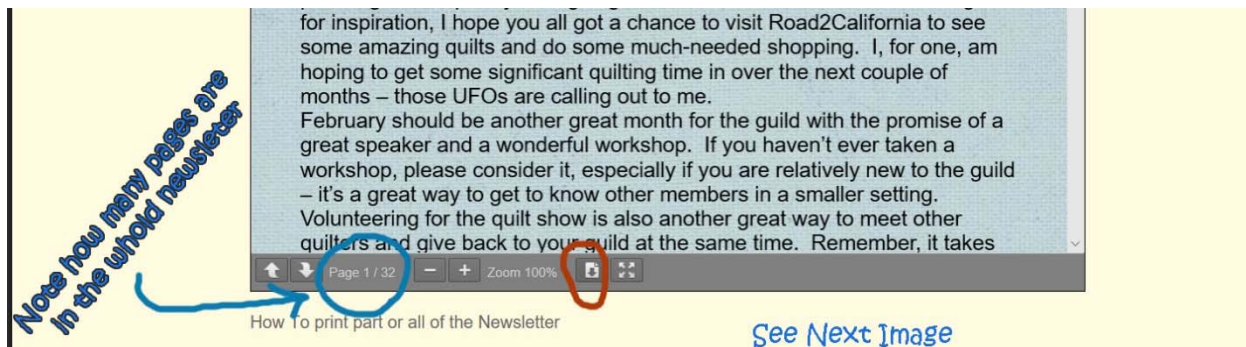 for inspiration, I hope you all got a chance to visit Road2California to see
some amazing quilts and do some much-needed shopping.  I, for one, am
hoping to get some significant quilting time in over the next couple of
months – those UFOs are calling out to me.
February should be another great month for the guild with the promise of a
great speaker and a wonderful workshop.  If you haven’t ever taken a
workshop, please consider it, especially if you are relatively new to the guild
– it’s a great way to get to know other members in a smaller setting.
Volunteering for the quilt show is also another great way to meet other
quilters and give back to your guild at the same time.  Remember, it takes
Note how many pages are
in the whold newsleter
Page 1 / 32
Zoom 100%
How To print part or all of the Newsletter
See Next Image